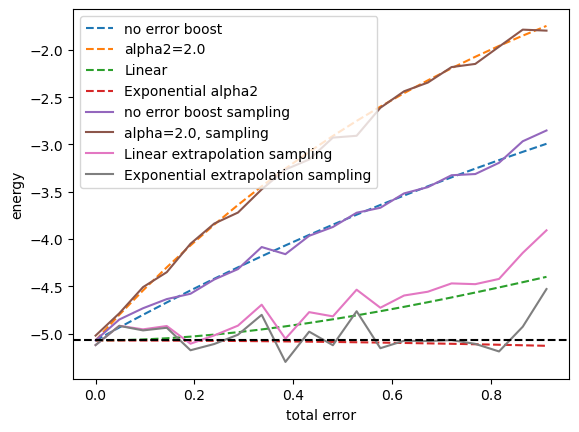 no error boost
alpha2=2.0
Linear
Exponential alpha2
no error boost sampling
alpha=2.0, sampling
Linear extrapolation sampling
Exponential extrapolation sampling
energy
−2.0
−2.5
−3.0
−3.5
−4.0
−4.5
−5.0
0.0 0.2 0.4 0.6 0.8
total error